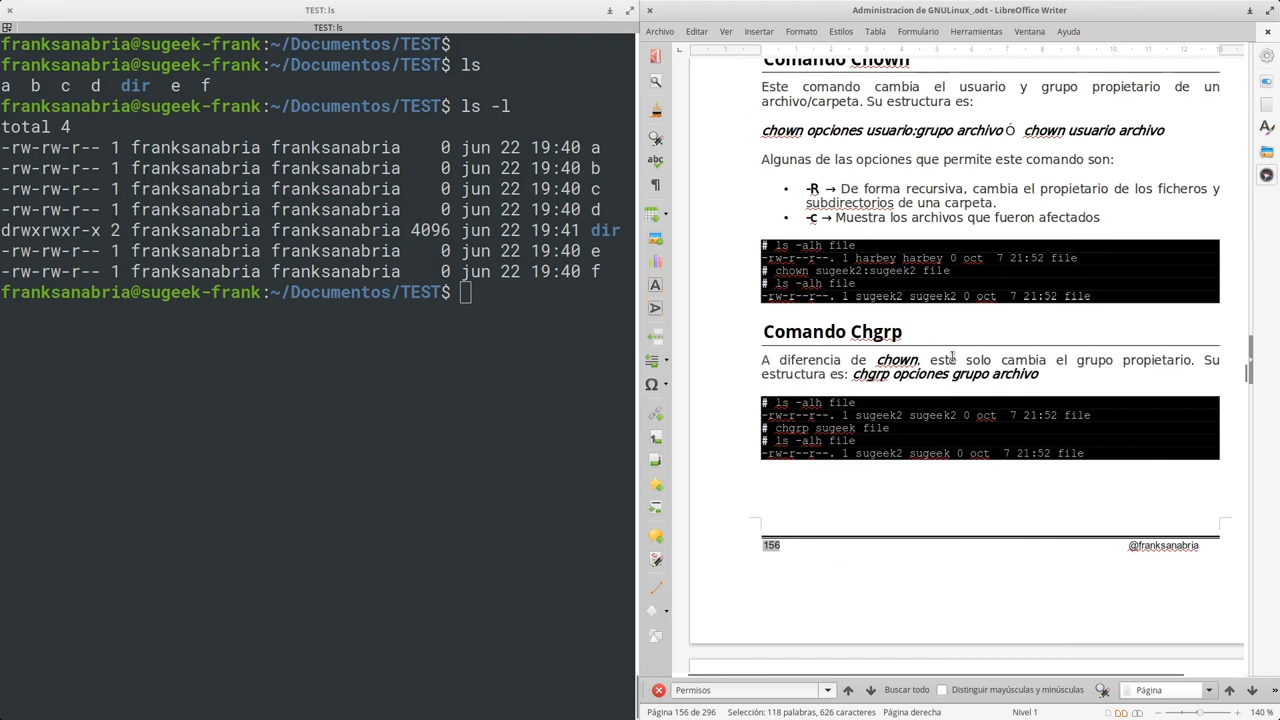 TEST: ls
TEST: ls
franksanabria@sugeek-frank:~/Documentos/TEST$
franksanabria@sugeek-frank:~/Documentos/TEST$ ls
a b c d dir e f
franksanabria@sugeek-frank:~/Documentos/TEST$ ls -l
total 4
-rw-rw-r-- 1 franksanabria franksanabria 0 jun 22 19:40 a
-rw-rw-r-- 1 franksanabria franksanabria 0 jun 22 19:40 b
-rw-rw-r-- 1 franksanabria franksanabria 0 jun 22 19:40 c
-rw-rw-r-- 1 franksanabria franksanabria 0 jun 22 19:40 d
drwxrwxr-x 2 franksanabria franksanabria 4096 jun 22 19:41 dir
-rw-rw-r-- 1 franksanabria franksanabria 0 jun 22 19:40 e
-rw-rw-r-- 1 franksanabria franksanabria 0 jun 22 19:40 f
franksanabria@sugeek-frank:~/Documentos/TEST$
Administracion de GNULinux_.odt - LibreOffice Writer
Archivo Editar Ver Insertar Formato Estilos Tabla Formulario Herramientas Ventana Ayuda
Comando Chown
Este comando cambia el usuario y grupo propietario de un
archivo/carpeta. Su estructura es:
chown opciones usuario:grupo archivo Ó chown usuario archivo
Algunas de las opciones que permite este comando son:
• -R → De forma recursiva, cambia el propietario de los ficheros y
subdirectorios de una carpeta.
• -c → Muestra los archivos que fueron afectados
# ls -alh file
-rw-r--r--. 1 harbey harbey 0 oct 7 21:52 file
# chown sugeek2:sugeek2 file
# ls -alh file
-rw-r--r--. 1 sugeek2 sugeek2 0 oct 7 21:52 file
Comando Chgrp
A diferencia de chown, este solo cambia el grupo propietario. Su
estructura es: chgrp opciones grupo archivo
# ls -alh file
-rw-r--r--. 1 sugeek2 sugeek2 0 oct 7 21:52 file
# chgrp sugeek file
# ls -alh file
-rw-r--r--. 1 sugeek2 sugeek 0 oct 7 21:52 file
156 @franksanabria
Permisos Buscar todo Distinguir mayúsculas y minúsculas Página
Página 156 de 296 Selección: 118 palabras, 626 caracteres Página derecha Nivel 1 140 %